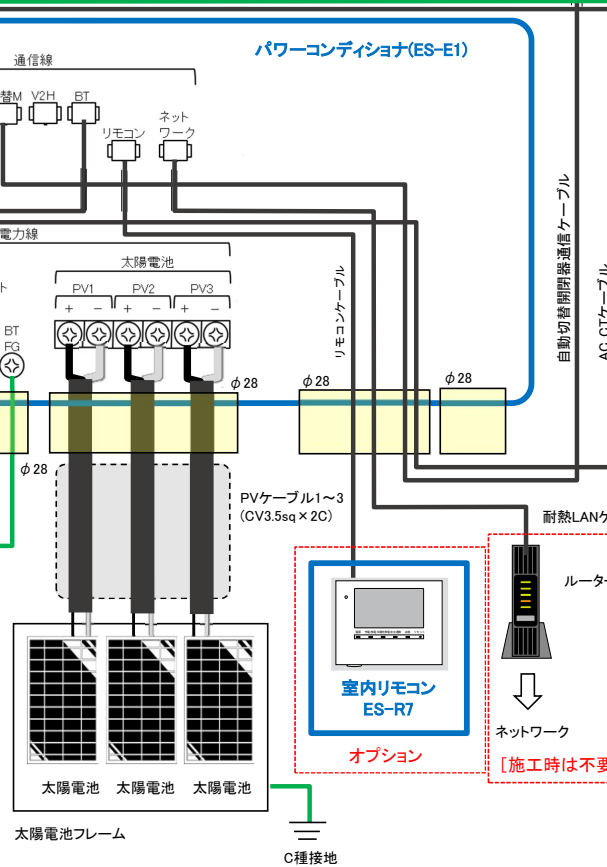 パワーコンディショナ(ES-E1)
通信線
替M
V2H
BT
リモコン
ネット
ワーク
電力線
太陽電池
ト
PV1
PV2
PV3
+ − + − + −
BT
FG
リモコンケーブル
自動切替開閉器通信ケーブル
AC CTケーブル
φ28
φ28
φ28
φ28
PVケーブル1～3
(CV3.5sq×2C)
耐熱LANケ
ルーター
室内リモコン
ES-R7
オプション
ネットワーク
[施工時は不要
太陽電池
太陽電池
太陽電池
太陽電池フレーム
C種接地